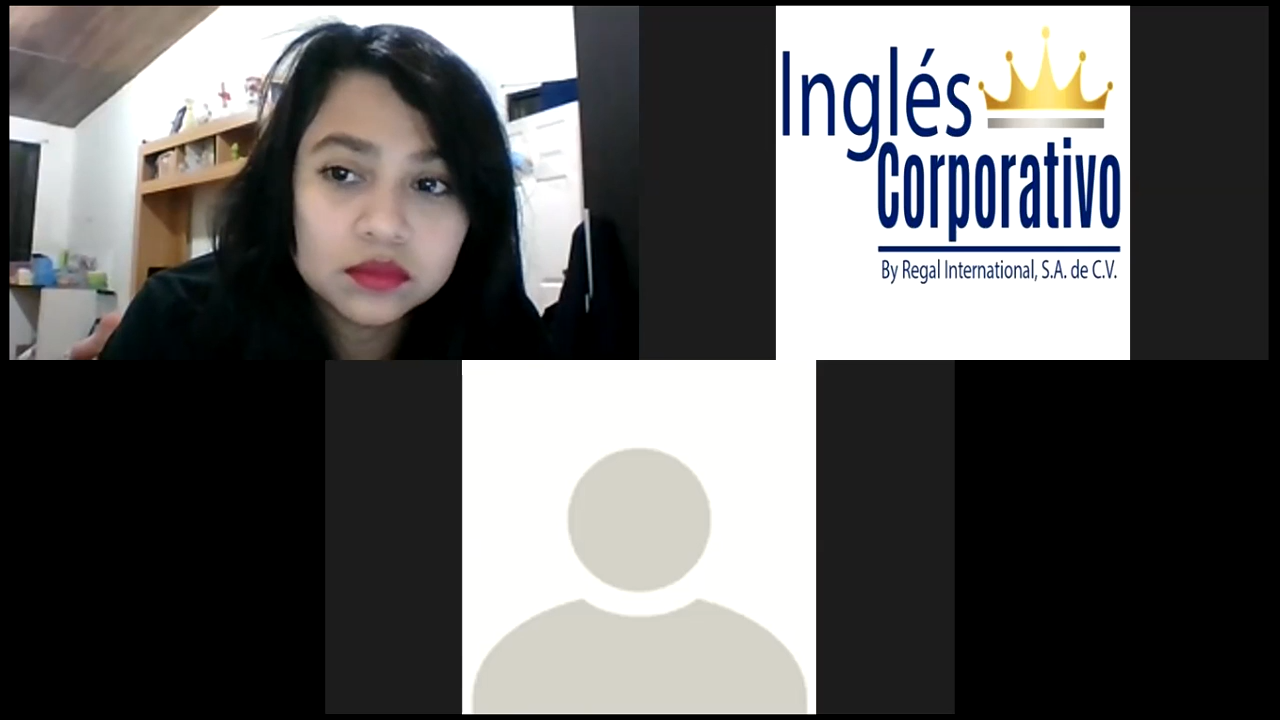 Inglés
Corporativo
By Regal International, S.A. de C.V.